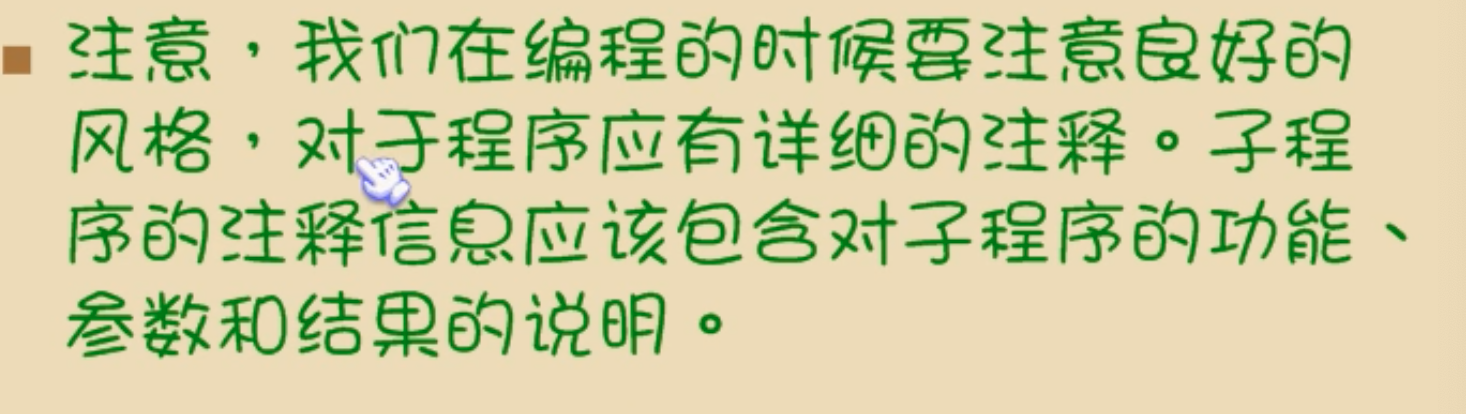 注意，我们在编程的时候要注意良好的
风格，对于程序应有详细的注释。子程
序的注释信息应该包含对子程序的功能、
参数和结果的说明。